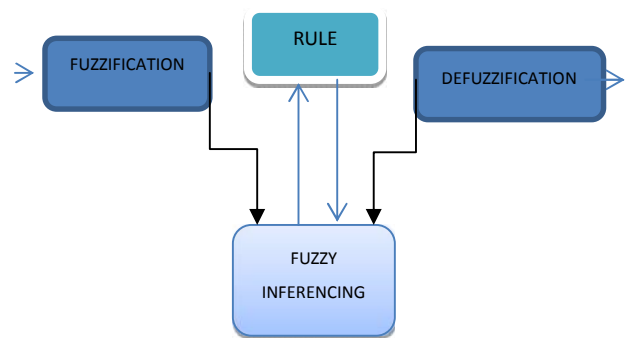 FUZZIFICATION
RULE
DEFUZZIFICATION
FUZZY
INFERENCING